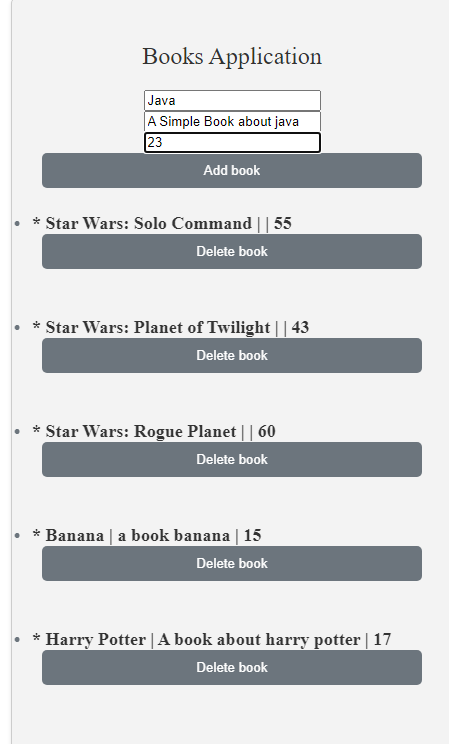 Books Application
Java
A Simple Book about java
23
Add book
* Star Wars: Solo Command | | 55
Delete book
* Star Wars: Planet of Twilight | | 43
Delete book
* Star Wars: Rogue Planet | | 60
Delete book
* Banana | a book banana | 15
Delete book
* Harry Potter | A book about harry potter | 17
Delete book